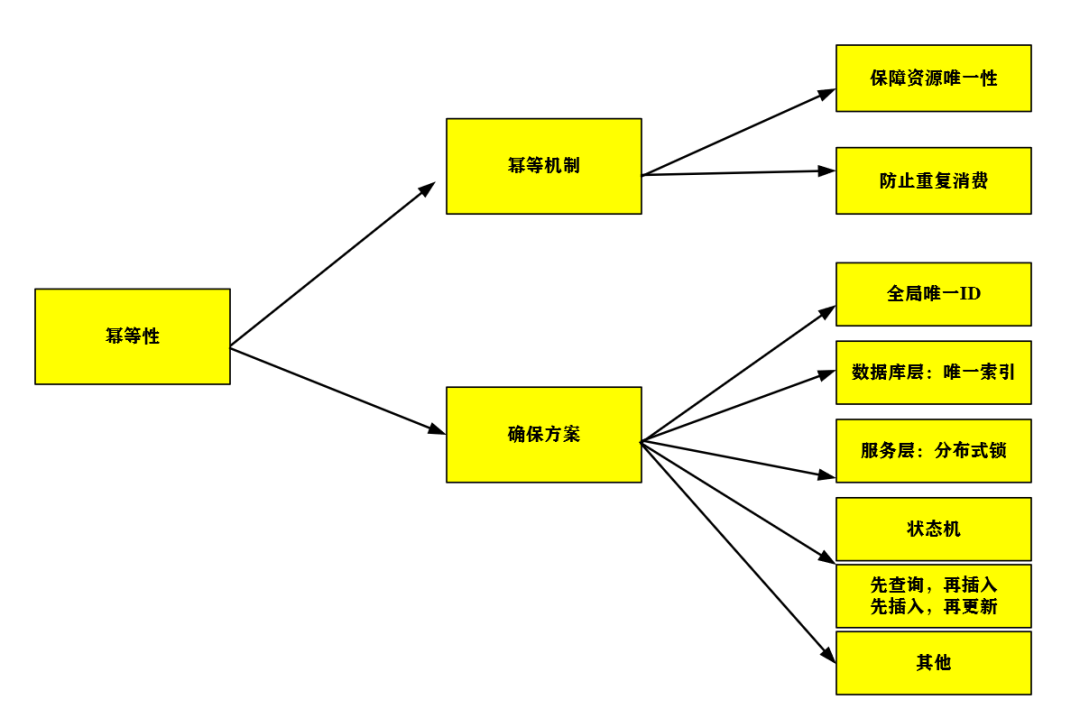 保障资源唯一性
幂等机制
防止重复消费
全局唯一ID
幂等性
数据库层：唯一索引
确保方案
服务层：分布式锁
状态机
先查询，再插入
先插入，再更新
其他